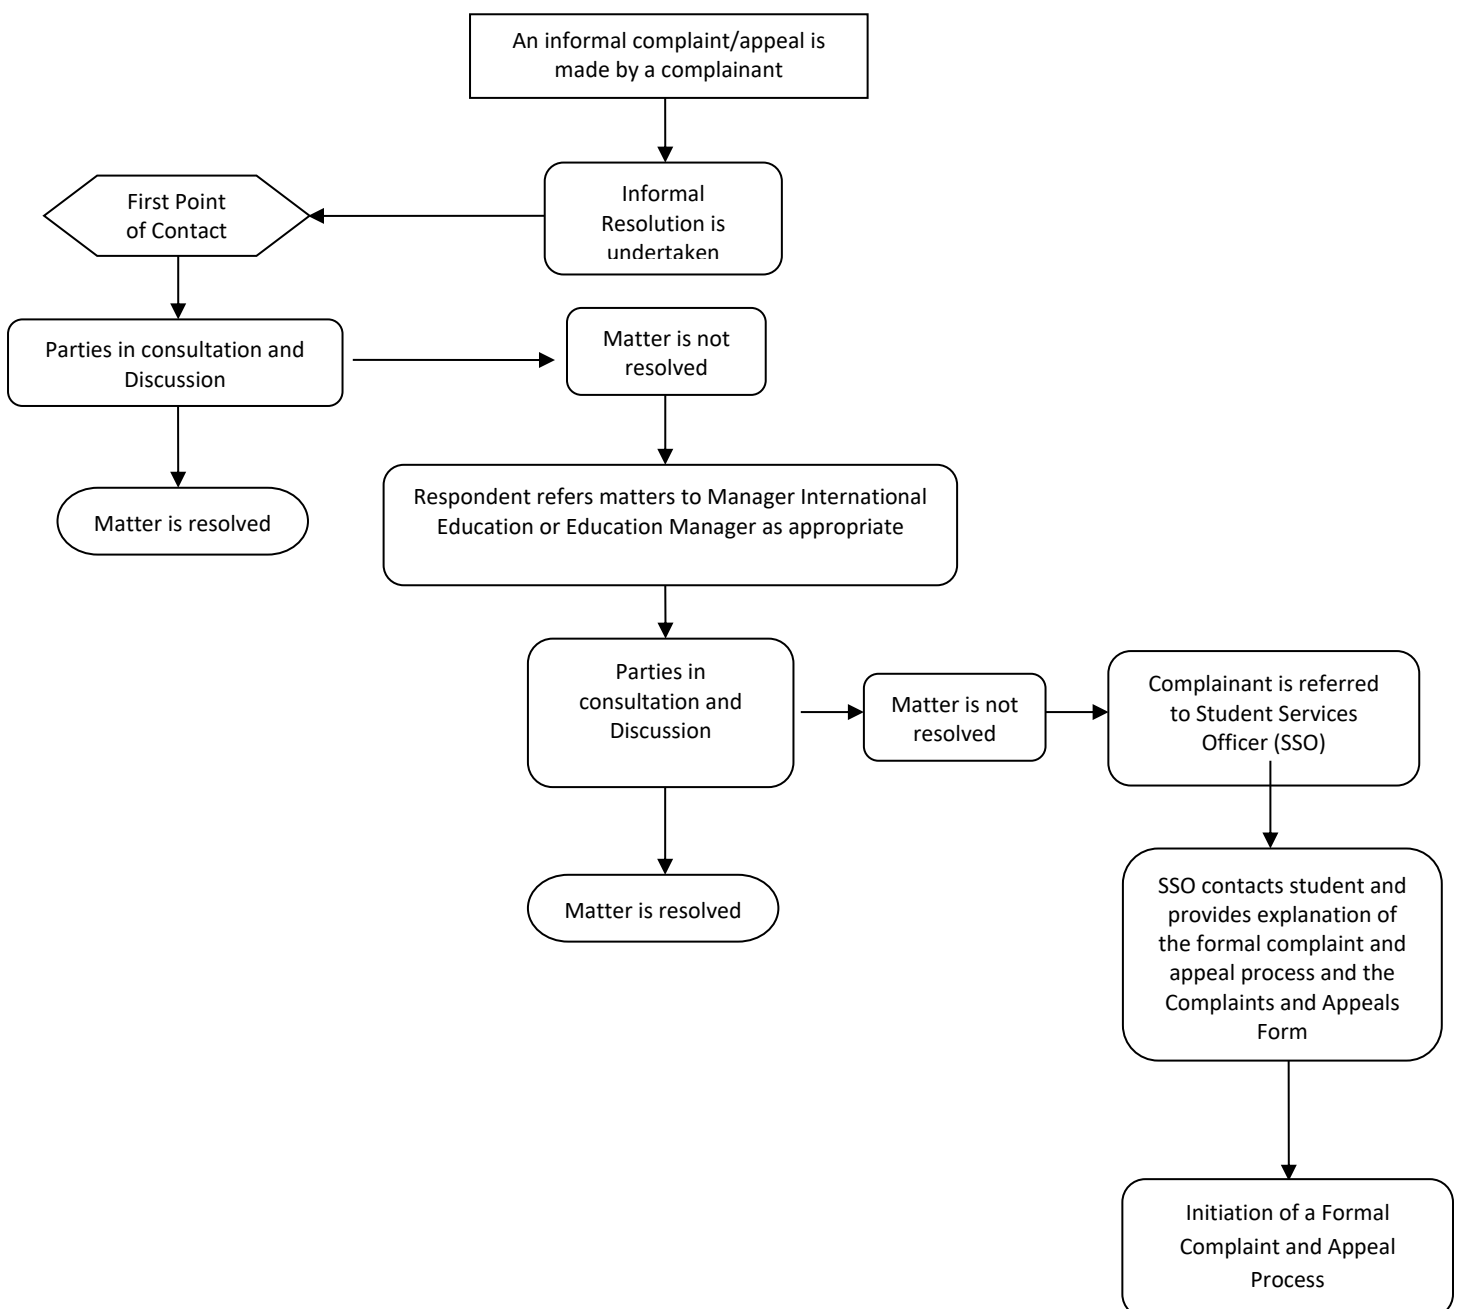 An informal complaint/appeal is
made by a complainant
Informal
Resolution is
undertaken
First Point
of Contact
Parties in consultation and
Discussion
Matter is not
resolved
Matter is resolved
Respondent refers matters to Manager International
Education or Education Manager as appropriate
Parties in
consultation and
Discussion
Matter is not
resolved
Complainant is referred
to Student Services
Officer (SSO)
Matter is resolved
SSO contacts student and
provides explanation of
the formal complaint and
appeal process and the
Complaints and Appeals
Form
Initiation of a Formal
Complaint and Appeal
Process